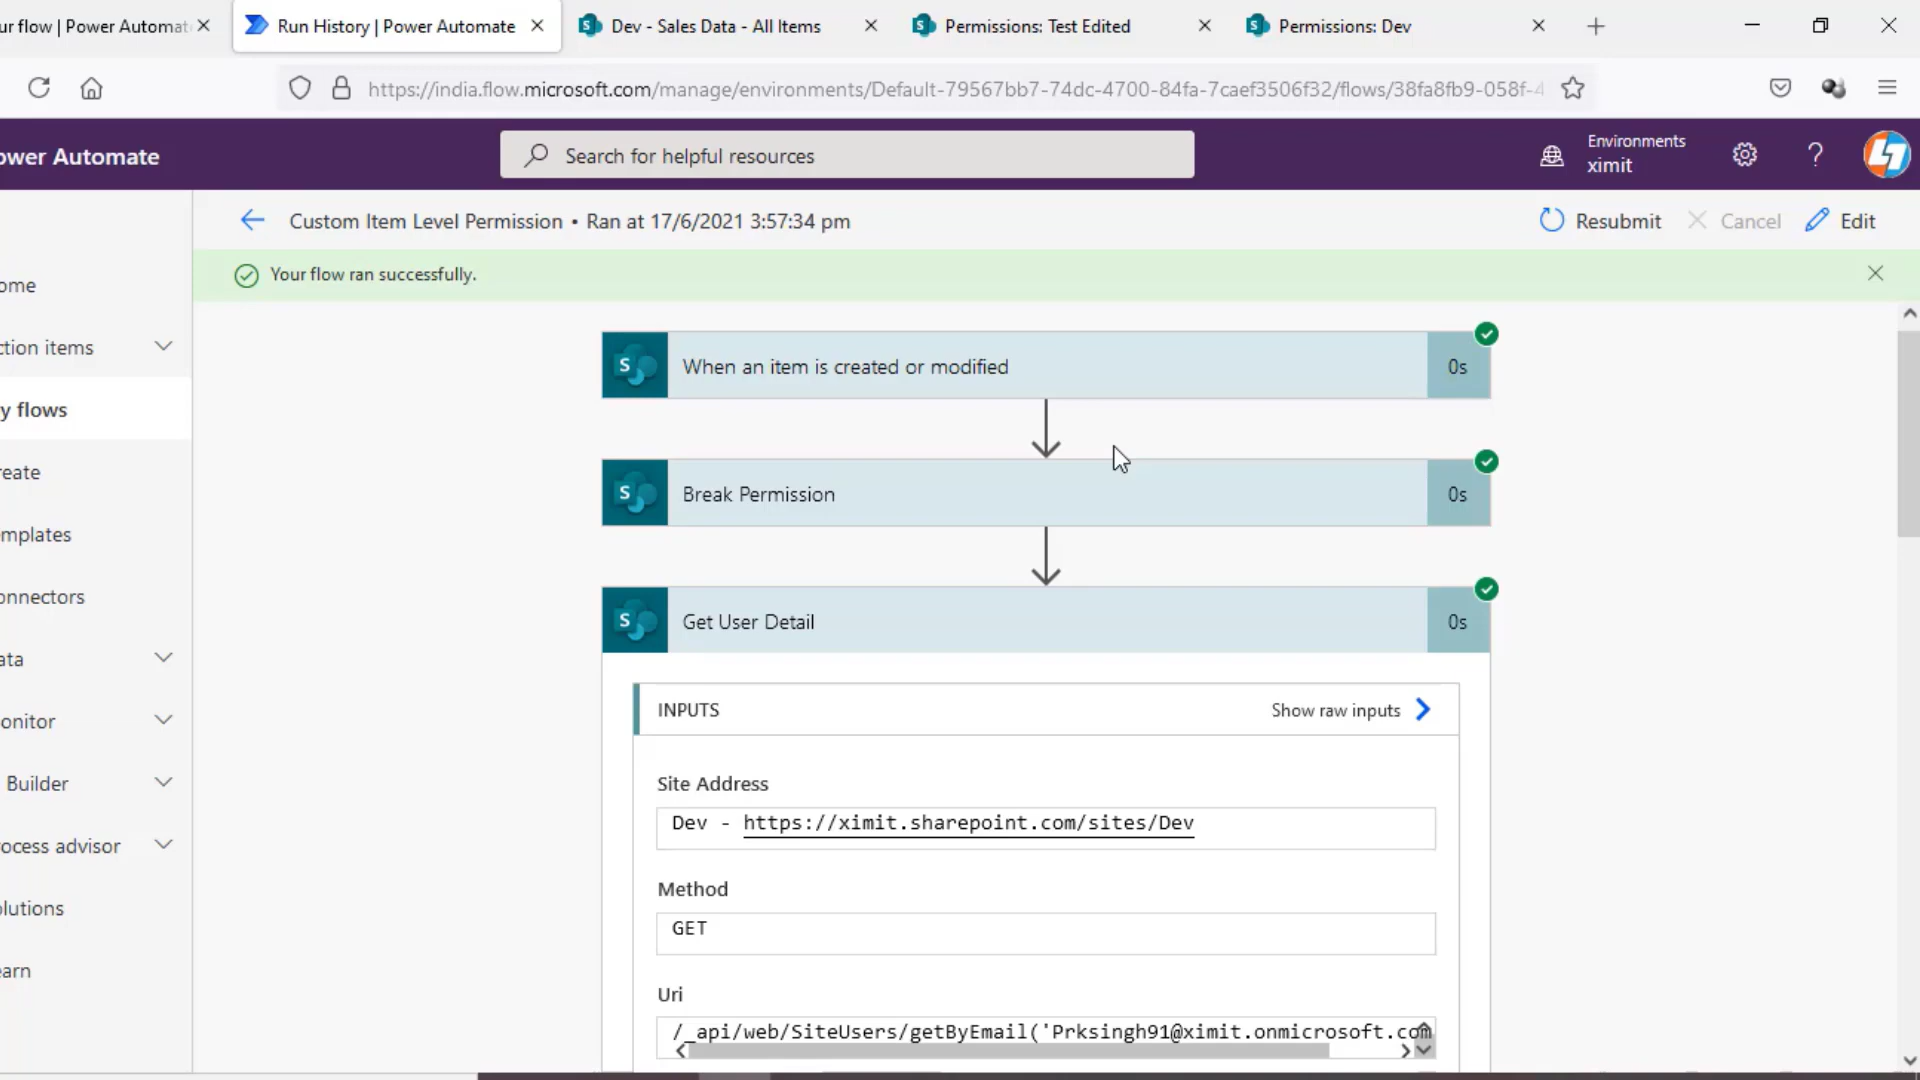 ur flow | Power Automat
Run History | Power Automate
Dev - Sales Data - All Items
Permissions: Test Edited
Permissions: Dev
https://india.flow.microsoft.com/manage/environments/Default-79567bb7-74dc-4700-84fa-7caef3506f32/flows/38fa8fb9-058f-4
ower Automate
Search for helpful resources
Environments
ximit
Custom Item Level Permission • Ran at 17/6/2021 3:57:34 pm
Resubmit
Cancel
Edit
Your flow ran successfully.
ome
ction items
y flows
reate
emplates
onnectors
ata
onitor
Builder
ocess advisor
olutions
earn
When an item is created or modified
0s
Break Permission
0s
Get User Detail
0s
INPUTS
Show raw inputs
Site Address
Dev - https://ximit.sharepoint.com/sites/Dev
Method
GET
Uri
/_api/web/SiteUsers/getByEmail('Prksingh91@ximit.onmicrosoft.com